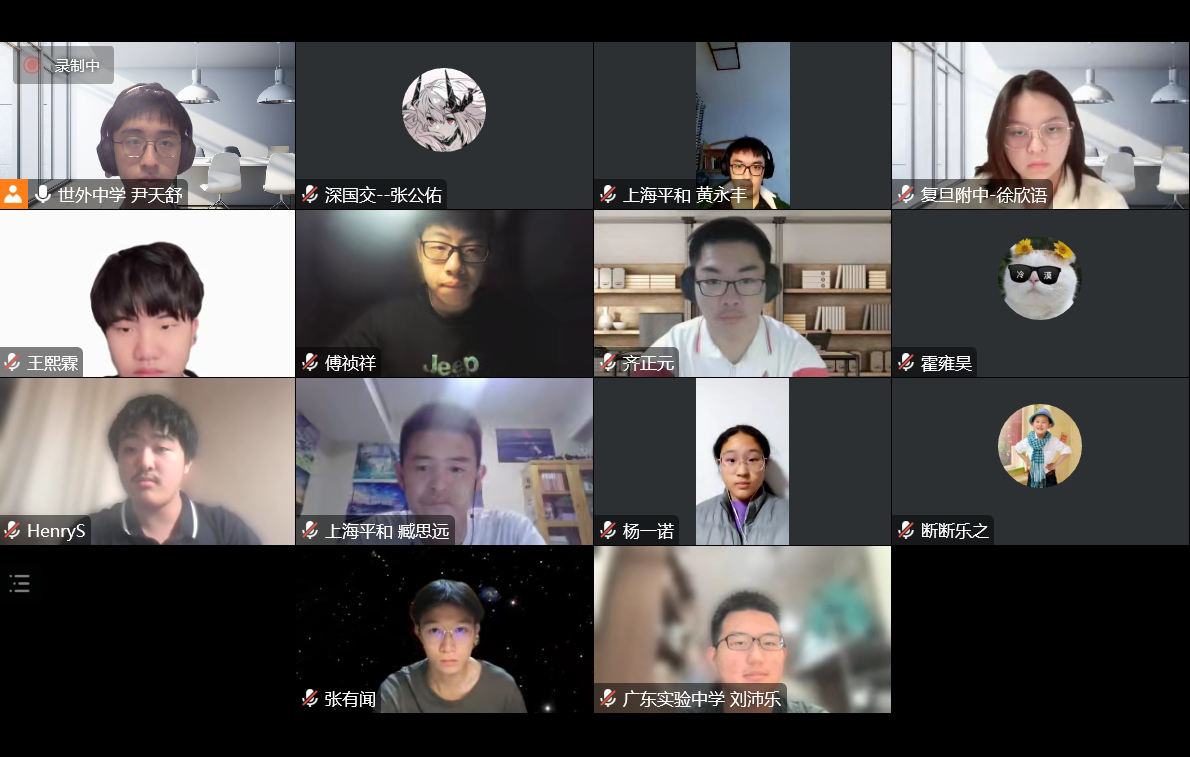 录制中
世外中学 尹天舒
深国交--张公佑
上海平和 黄永丰
复旦附中-徐欣语
王熙霖
Jeep
傅祯祥
齐正元
冷 漠
霍雍昊
HenryS
上海平和 臧思远
杨一诺
断断乐之
张有闻
广东实验中学 刘沛乐